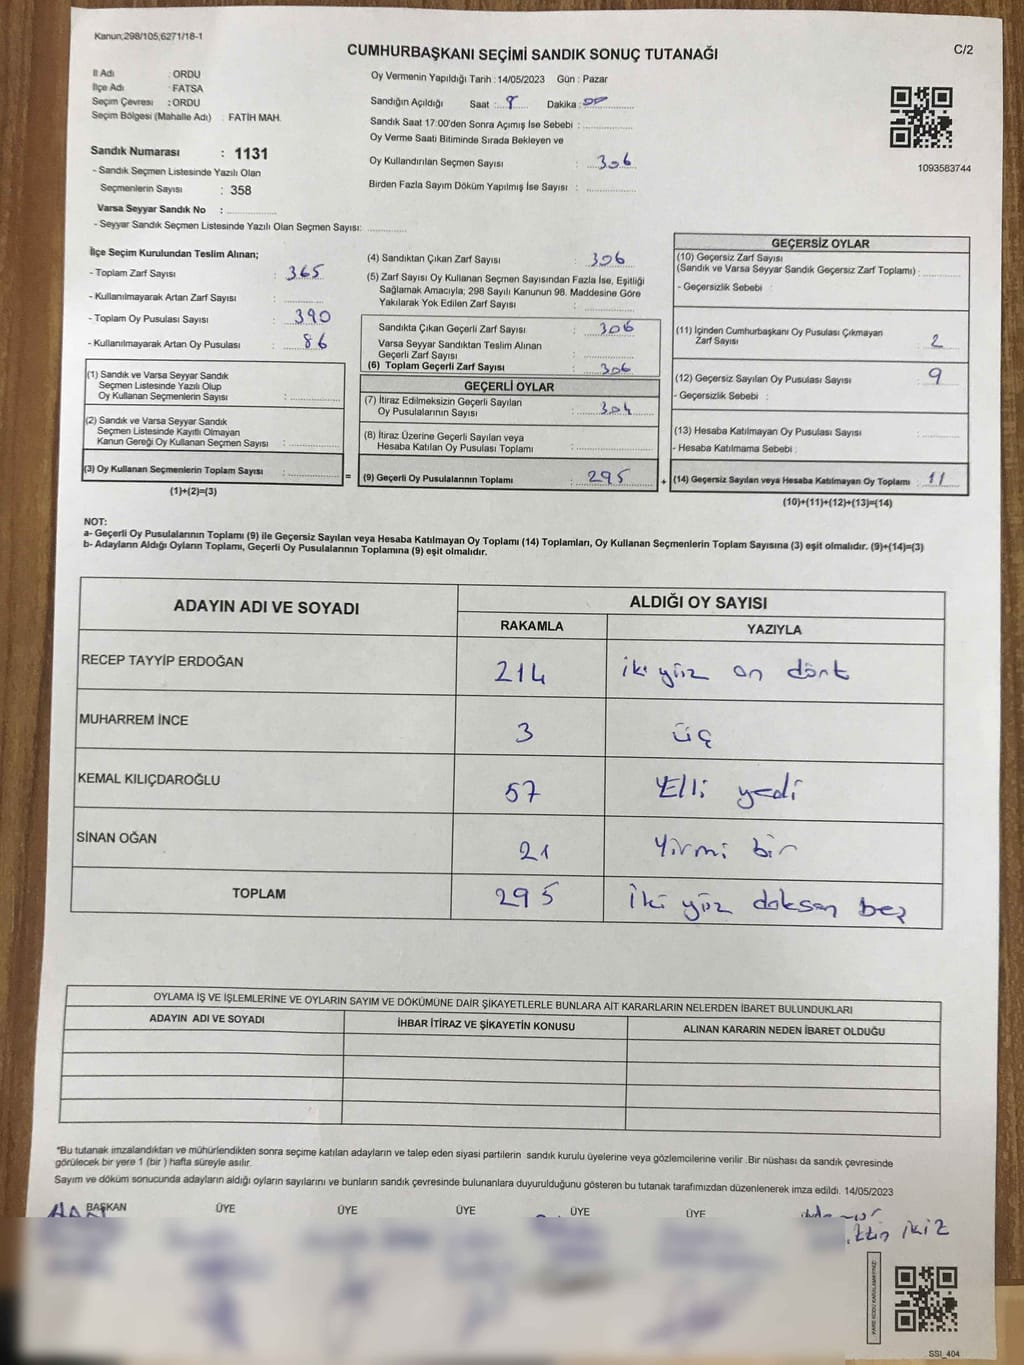 Kanun;298/105;6271/18-1
CUMHURBAŞKANI SEÇİMİ SANDIK SONUÇ TUTANAĞI
C/2
İl Adı : ORDU
İlçe Adı : FATSA
Seçim Çevresi : ORDU
Seçim Bölgesi (Mahalle Adı) : FATİH MAH.
Sandık Numarası : 1131
- Sandık Seçmen Listesinde Yazılı Olan
Seçmenlerin Sayısı : 358
Varsa Seyyar Sandık No :
- Seyyar Sandık Seçmen Listesinde Yazılı Olan Seçmen Sayısı:
Oy Vermenin Yapıldığı Tarih : 14/05/2023 Gün : Pazar
Sandığın Açıldığı Saat : 8 Dakika : 00
Sandık Saat 17:00'den Sonra Açımış İse Sebebi :
Oy Verme Saati Bitiminde Sırada Bekleyen ve
Oy Kullandırılan Seçmen Sayısı : 306
Birden Fazla Sayım Döküm Yapılmış İse Sayısı :
1093583744
İlçe Seçim Kurulundan Teslim Alınan;
- Toplam Zarf Sayısı : 365
- Kullanılmayarak Artan Zarf Sayısı :
- Toplam Oy Pusulası Sayısı : 390
- Kullanılmayarak Artan Oy Pusulası : 86
(1) Sandık ve Varsa Seyyar Sandık
Seçmen Listesinde Yazılı Olup
Oy Kullanan Seçmenlerin Sayısı :
(2) Sandık ve Varsa Seyyar Sandık
Seçmen Listesinde Kayıtlı Olmayan
Kanun Gereği Oy Kullanan Seçmen Sayısı :
(3) Oy Kullanan Seçmenlerin Toplam Sayısı :
(1)+(2)=(3)
(4) Sandıktan Çıkan Zarf Sayısı : 306
(5) Zarf Sayısı Oy Kullanan Seçmen Sayısından Fazla İse, Eşitliği
Sağlamak Amacıyla; 298 Sayılı Kanunun 98. Maddesine Göre
Yakılarak Yok Edilen Zarf Sayısı :
Sandıkta Çıkan Geçerli Zarf Sayısı : 306
Varsa Seyyar Sandıktan Teslim Alınan
Geçerli Zarf Sayısı :
(6) Toplam Geçerli Zarf Sayısı : 306
GEÇERLİ OYLAR
(7) İtiraz Edilmeksizin Geçerli Sayılan
Oy Pusulalarının Sayısı : 304
(8) İtiraz Üzerine Geçerli Sayılan veya
Hesaba Katılan Oy Pusulası Toplamı :
= (9) Geçerli Oy Pusulalarının Toplamı : 295 +
GEÇERSİZ OYLAR
(10) Geçersiz Zarf Sayısı
(Sandık ve Varsa Seyyar Sandık Geçersiz Zarf Toplamı) :
- Geçersizlik Sebebi :
(11) İçinden Cumhurbaşkanı Oy Pusulası Çıkmayan
Zarf Sayısı : 2
(12) Geçersiz Sayılan Oy Pusulası Sayısı : 9
- Geçersizlik Sebebi :
(13) Hesaba Katılmayan Oy Pusulası Sayısı :
- Hesaba Katılmama Sebebi :
(14) Geçersiz Sayılan veya Hesaba Katılmayan Oy Toplamı : 11
(10)+(11)+(12)+(13)=(14)
NOT:
a- Geçerli Oy Pusulalarının Toplamı (9) ile Geçersiz Sayılan veya Hesaba Katılmayan Oy Toplamı (14) Toplamları, Oy Kullanan Seçmenlerin Toplam Sayısına (3) eşit olmalıdır. (9)+(14)=(3)
b- Adayların Aldığı Oyların Toplamı, Geçerli Oy Pusulalarının Toplamına (9) eşit olmalıdır.
ADAYIN ADI VE SOYADI
ALDIĞI OY SAYISI
RAKAMLA YAZIYLA
RECEP TAYYİP ERDOĞAN 214 iki yüz on dört
MUHARREM İNCE 3 üç
KEMAL KILIÇDAROĞLU 57 Elli yedi
SİNAN OĞAN 21 Yirmi bir
TOPLAM 295 İki yüz doksan beş
OYLAMA İŞ VE İŞLEMLERİNE VE OYLARIN SAYIM VE DÖKÜMÜNE DAİR ŞİKAYETLERLE BUNLARA AİT KARARLARIN NELERDEN İBARET BULUNDUKLARI
ADAYIN ADI VE SOYADI İHBAR İTİRAZ VE ŞİKAYETİN KONUSU ALINAN KARARIN NEDEN İBARET OLDUĞU
*Bu tutanak imzalandıktan ve mühürlendikten sonra seçime katılan adayların ve talep eden siyasi partilerin sandık kurulu üyelerine veya gözlemcilerine verilir. Bir nüshası da sandık çevresinde
görülecek bir yere 1 (bir ) hafta süreyle asılır.
Sayım ve döküm sonucunda adayların aldığı oyların sayılarını ve bunların sandık çevresinde bulunanlara duyurulduğunu gösteren bu tutanak tarafımızdan düzenlenerek imza edildi. 14/05/2023
BAŞKAN ÜYE ÜYE ÜYE ÜYE ÜYE
ikiz
KARE KODU KARALAMAYINIZ!
SSI_404